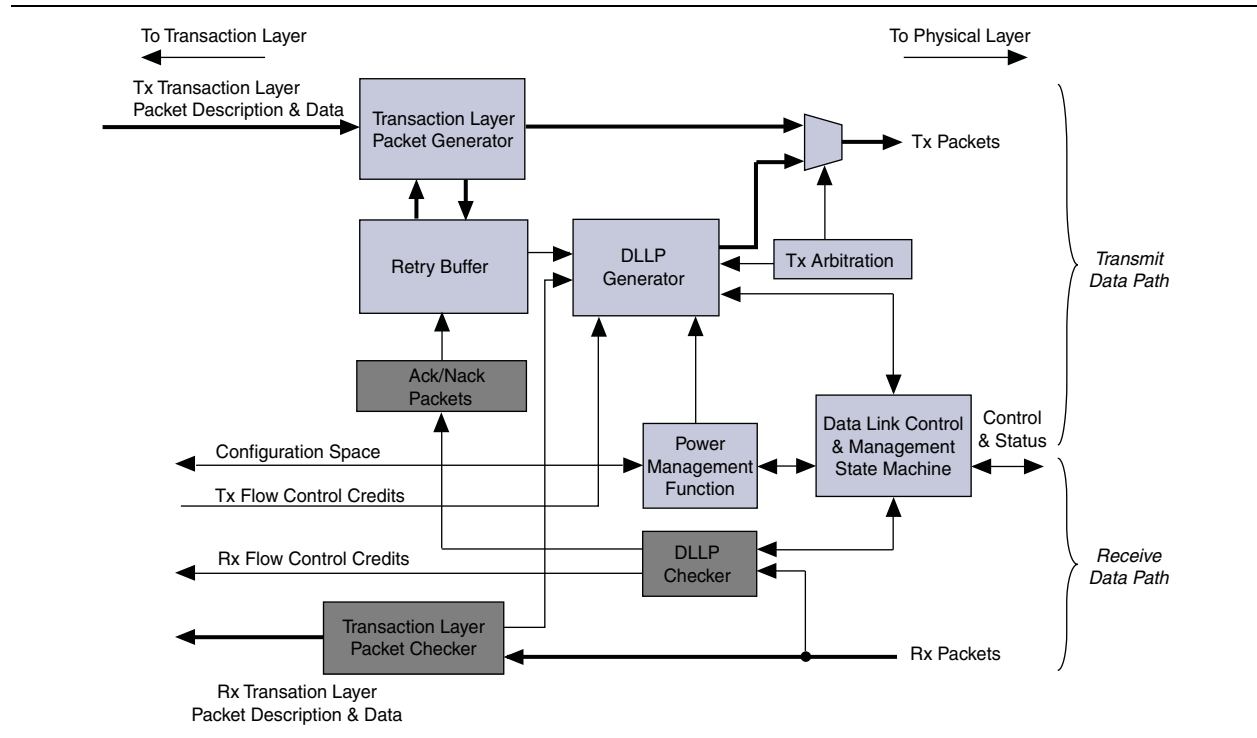 To Transaction Layer
To Physical Layer
Tx Transaction Layer
Packet Description & Data
Transaction Layer
Packet Generator
Tx Packets
Retry Buffer
DLLP
Generator
Tx Arbitration
Transmit
Data Path
Ack/Nack
Packets
Configuration Space
Power
Management
Function
Data Link Control
& Management
State Machine
Control
& Status
Tx Flow Control Credits
Rx Flow Control Credits
DLLP
Checker
Receive
Data Path
Transaction Layer
Packet Checker
Rx Packets
Rx Transation Layer
Packet Description & Data